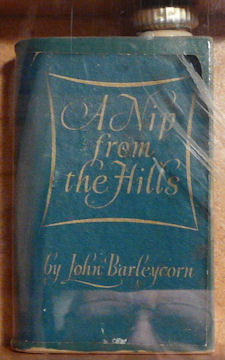 A Nip
from
the Hills
by John Barleycorn